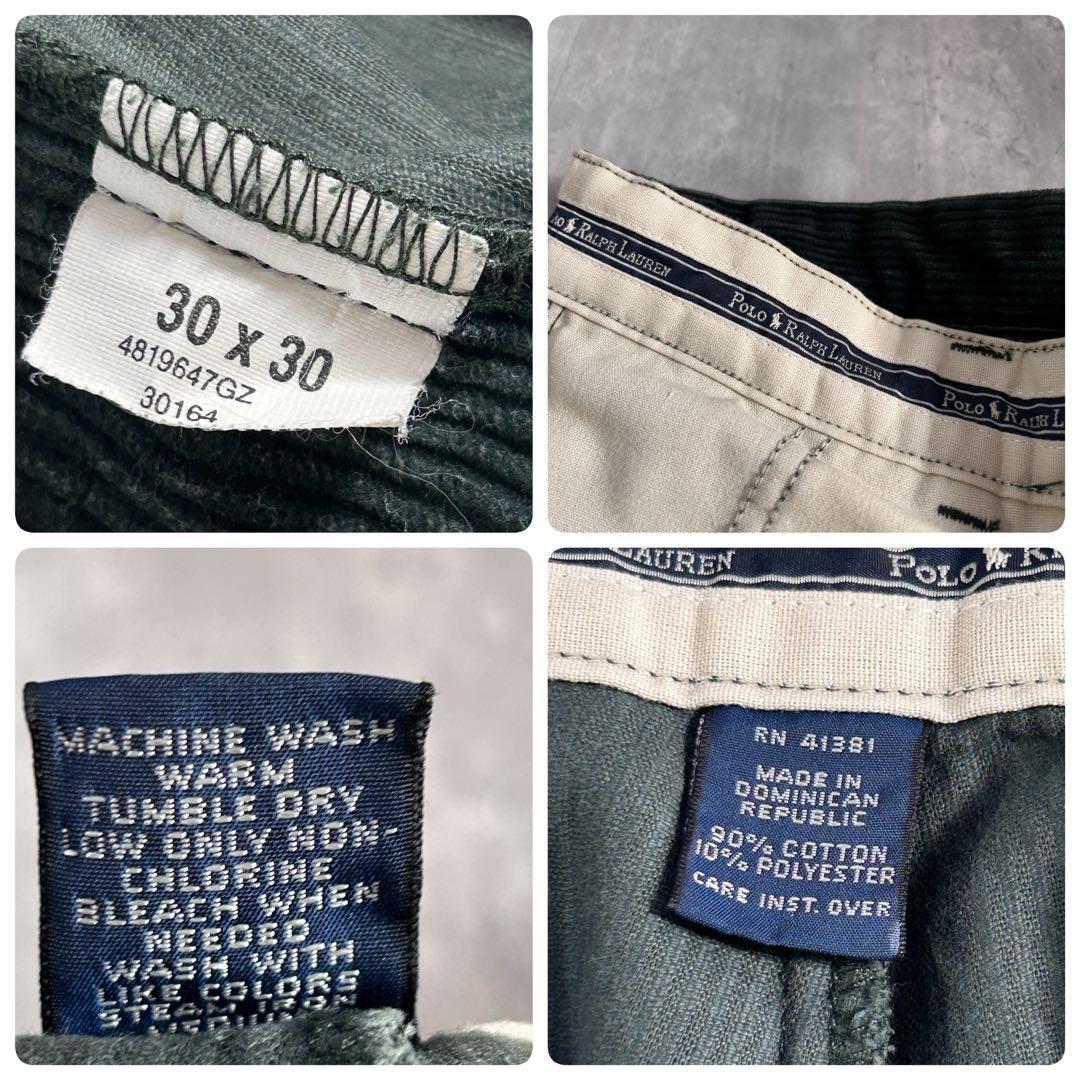 30 x 30
4819647GZ
30164
RALPH LAUREN
POLO RALPH LAUREN
POLO RALPH L
MACHINE WASH
WARM
TUMBLE DRY
LOW ONLY NON-
CHLORINE
BLEACH WHEN
NEEDED
WASH WITH
LIKE COLORS
STEAM IRON
LAUREN
POLO
RN 41381
MADE IN
DOMINICAN
REPUBLIC
90% COTTON
10% POLYESTER
CARE INST. OVER